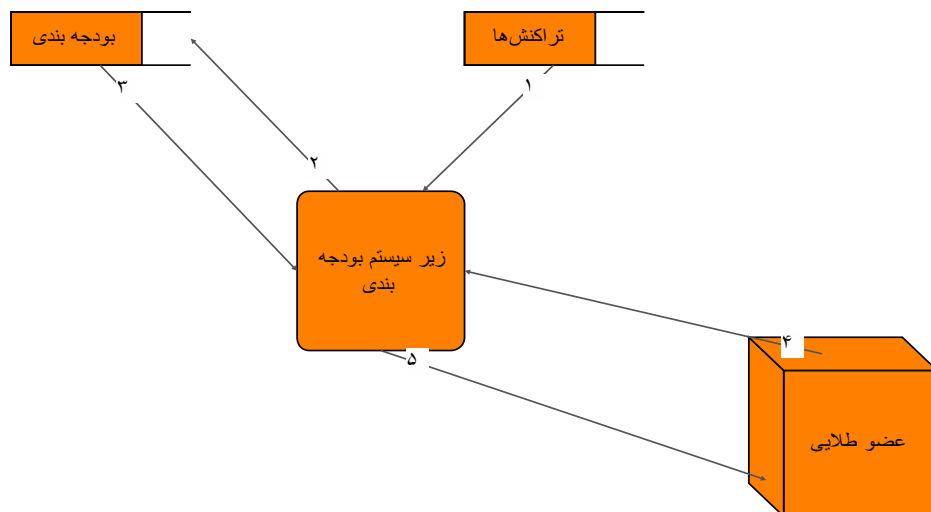 تراکنش‌ها
بودجه بندی
۱
۳
۲
زیر سیستم بودجه
بندی
۴
۵
عضو طلایی